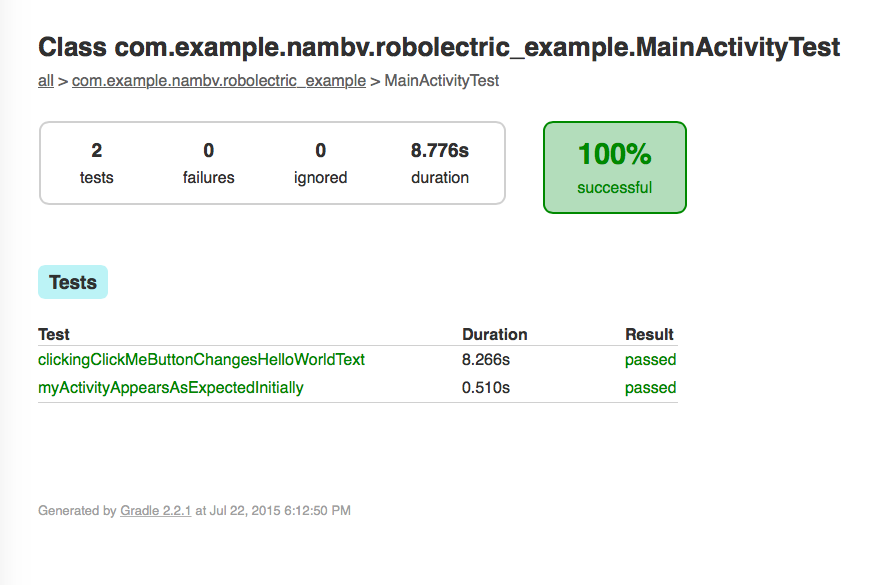 Class com.example.nambv.robolectric_example.MainActivityTest
all > com.example.nambv.robolectric_example > MainActivityTest
2 0 0 8.776s 100%
tests failures ignored duration successful
Tests
Test Duration Result
clickingClickMeButtonChangesHelloWorldText 8.266s passed
myActivityAppearsAsExpectedInitially 0.510s passed
Generated by Gradle 2.2.1 at Jul 22, 2015 6:12:50 PM